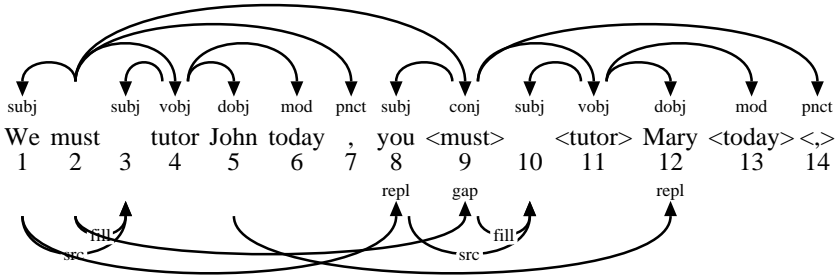 subj subj vobj dobj mod pnct subj conj subj vobj dobj mod pnct
We must tutor John today , you <must> <tutor> Mary <today> <,>
1 2 3 4 5 6 7 8 9 10 11 12 13 14
repl gap repl
fill fill
src src